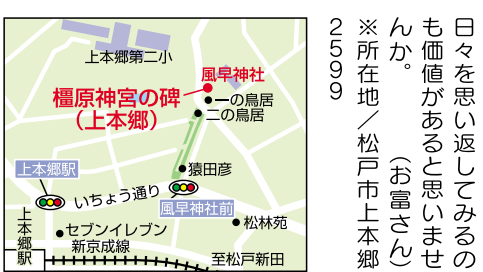 日々を思い返してみるの
も価値があると思いませ
んか。　　（お富さん）
※所在地／松戸市上本郷
2599
上本郷第二小
風早神社
橿原神宮の碑
（上本郷）
一の鳥居
二の鳥居
猿田彦
上本郷駅
いちょう通り
風早神社前
松林苑
上本郷駅
セブンイレブン
新京成線
至松戸新田